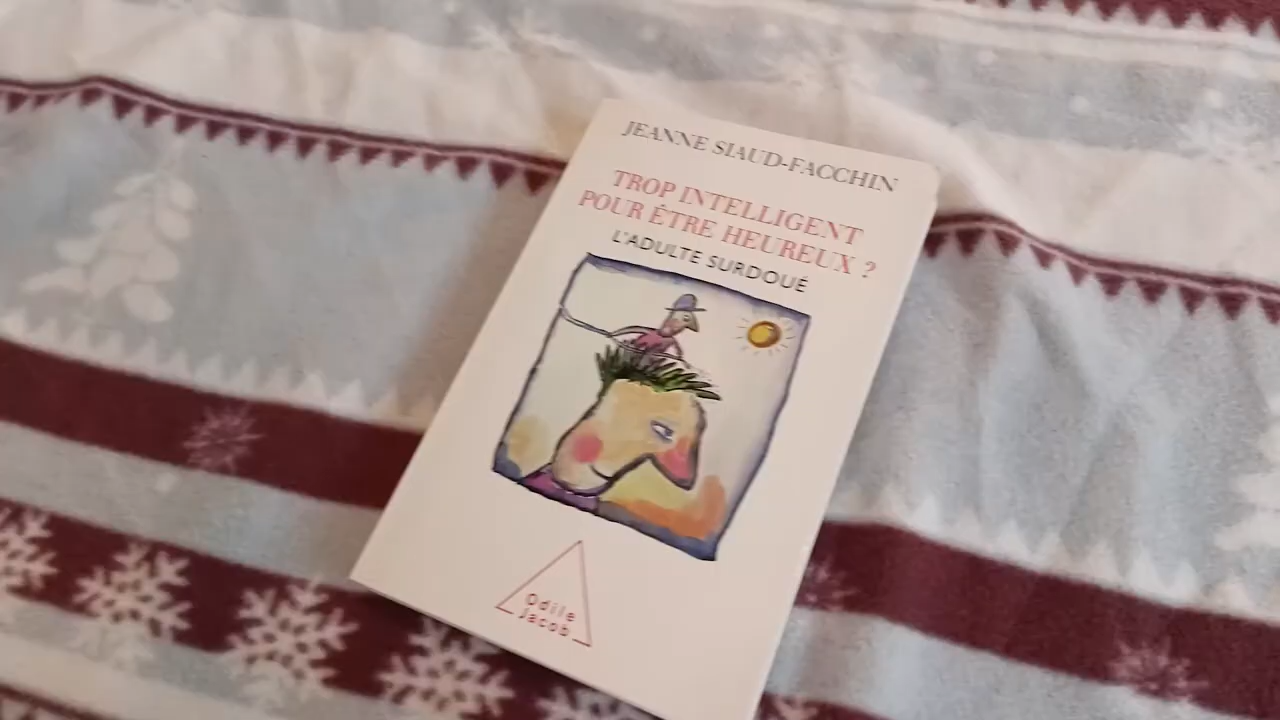 JEANNE SIAUD-FACCHIN
TROP INTELLIGENT
POUR ÊTRE HEUREUX ?
L'ADULTE SURDOUÉ
Odile
Jacob